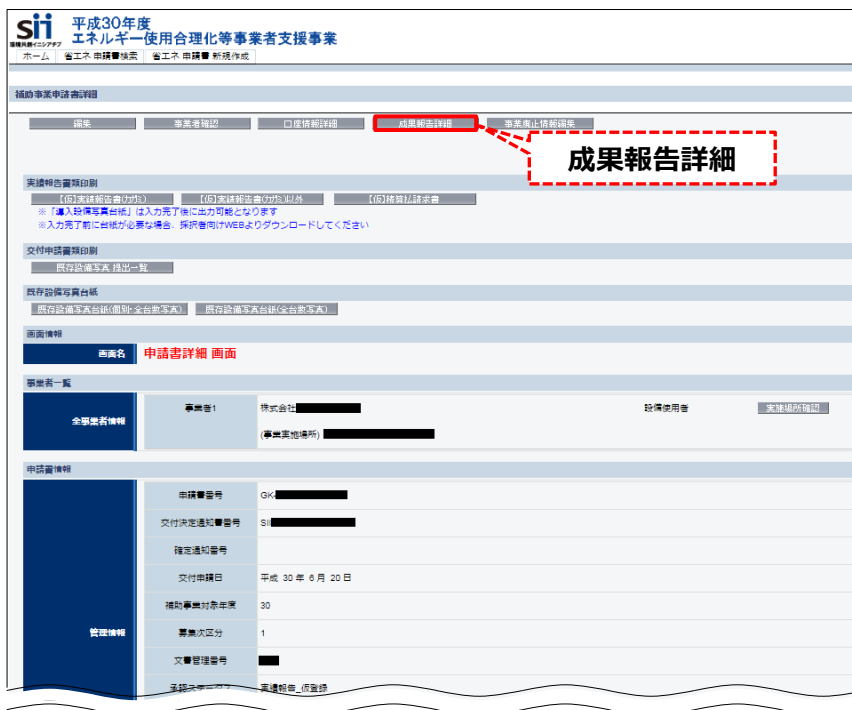 sii 平成30年度
環境共創イニシアチブ エネルギー使用合理化等事業者支援事業
ホーム 省エネ 申請書検索 省エネ 申請書 新規作成
補助事業申請書詳細
編集 事業者確認 口座情報詳細 成果報告詳細 事業廃止情報編集
成果報告詳細
実績報告書類印刷
【仮】実績報告書(カガミ) 【仮】実績報告書(カガミ)以外 【仮】精算払請求書
※「導入設備写真台紙」は入力完了後に出力可能となります
※入力完了前に台紙が必要な場合、採択者向けWEBよりダウンロードしてください
交付申請書類印刷
既存設備写真 提出一覧
既存設備写真台紙
既存設備写真台紙(個別・全台数写真) 既存設備写真台紙(全台数写真)
画面情報
画面名 申請書詳細 画面
事業者一覧
全事業者情報 事業者1 株式会社 設備使用者 実施場所確認
(事業実施場所)
申請書情報
管理情報
申請書番号 GK-
交付決定通知書番号 SII
確定通知番号
交付申請日 平成 30 年 6 月 20 日
補助事業対象年度 30
募集次区分 1
文書管理番号
承認ステータス 実績報告_仮登録